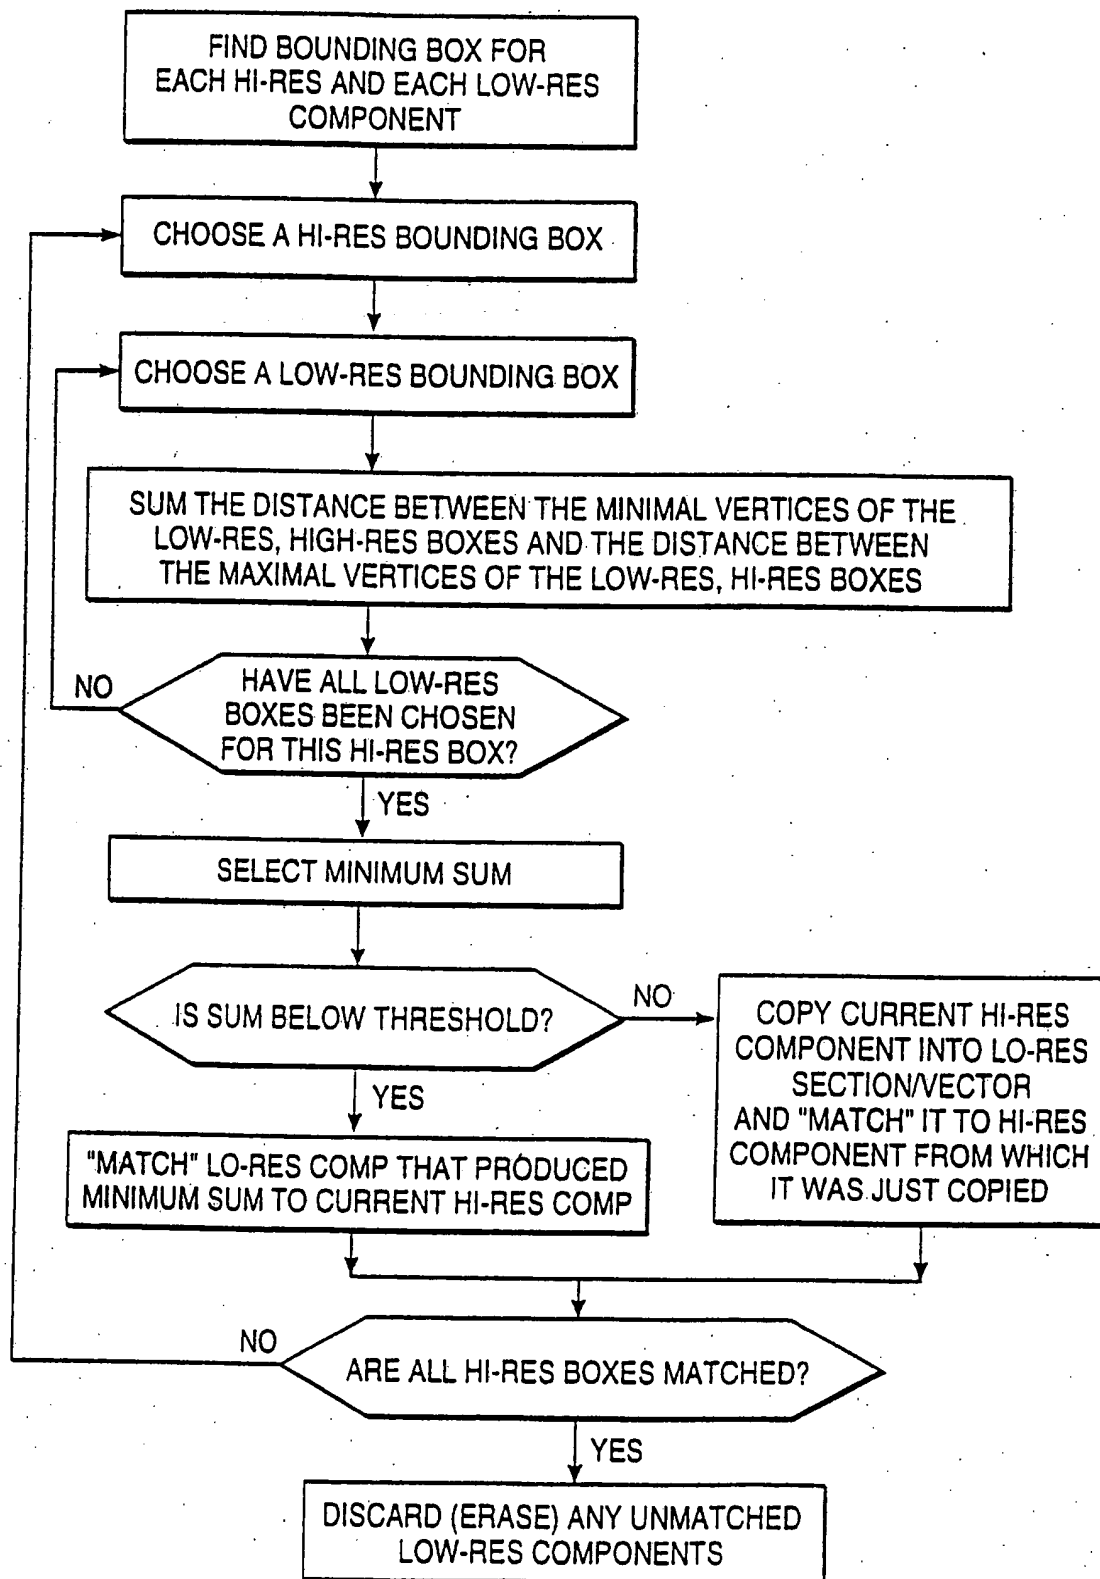 FIND BOUNDING BOX FOR
EACH HI-RES AND EACH LOW-RES
COMPONENT
CHOOSE A HI-RES BOUNDING BOX
CHOOSE A LOW-RES BOUNDING BOX
SUM THE DISTANCE BETWEEN THE MINIMAL VERTICES OF THE
LOW-RES, HIGH-RES BOXES AND THE DISTANCE BETWEEN
THE MAXIMAL VERTICES OF THE LOW-RES, HI-RES BOXES
NO
HAVE ALL LOW-RES
BOXES BEEN CHOSEN
FOR THIS HI-RES BOX?
YES
SELECT MINIMUM SUM
IS SUM BELOW THRESHOLD?
NO
YES
COPY CURRENT HI-RES
COMPONENT INTO LO-RES
SECTION/VECTOR
AND "MATCH" IT TO HI-RES
COMPONENT FROM WHICH
IT WAS JUST COPIED
"MATCH" LO-RES COMP THAT PRODUCED
MINIMUM SUM TO CURRENT HI-RES COMP
NO
ARE ALL HI-RES BOXES MATCHED?
YES
DISCARD (ERASE) ANY UNMATCHED
LOW-RES COMPONENTS